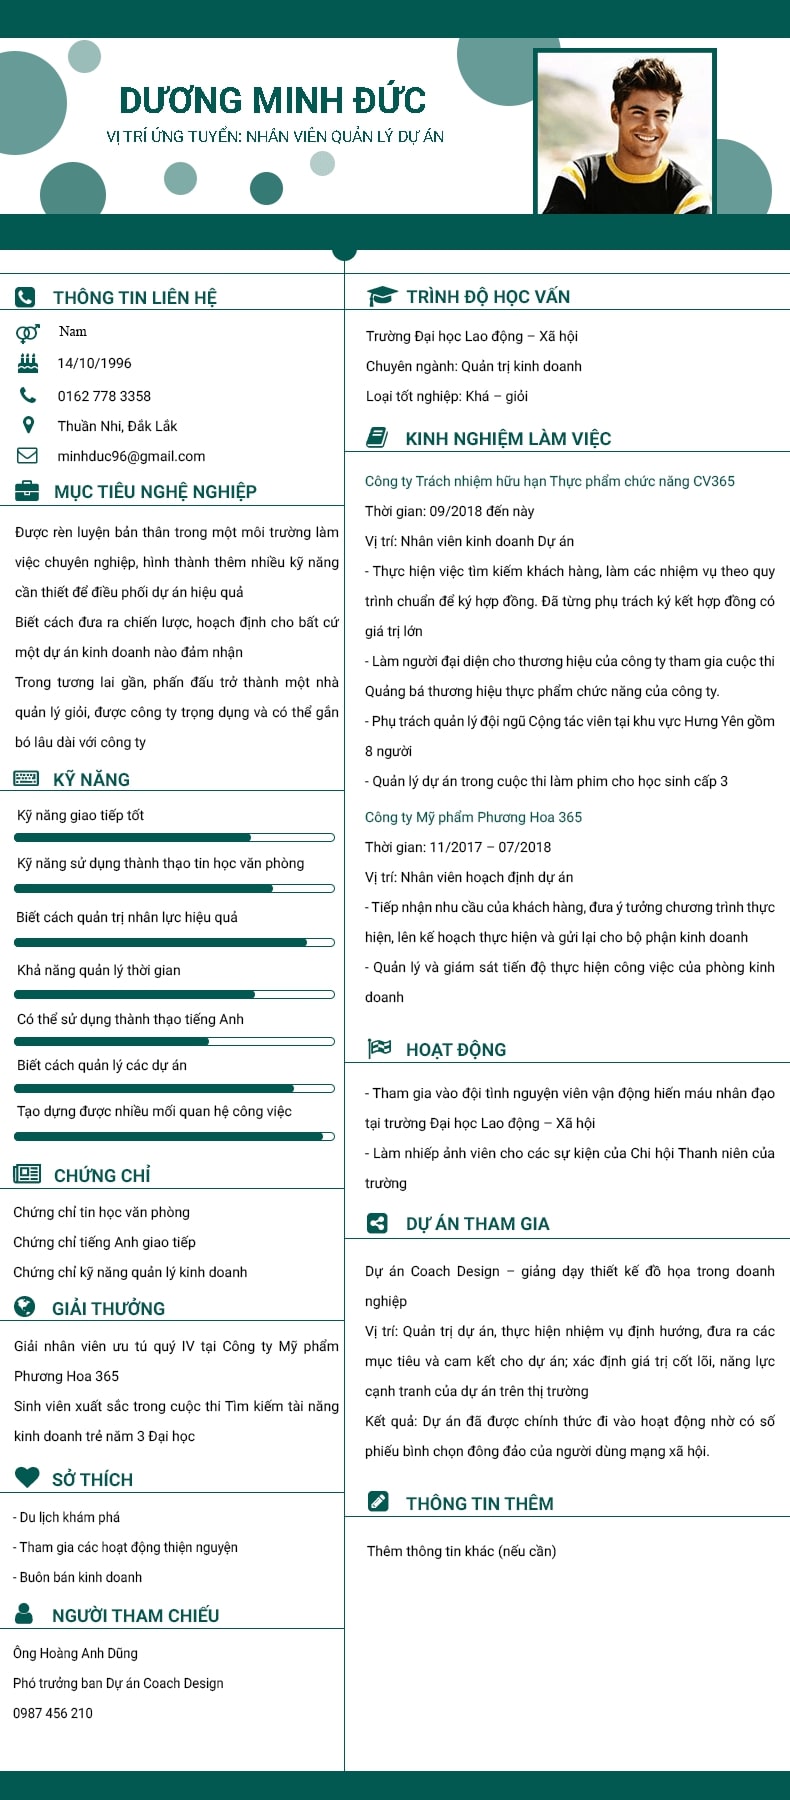 DƯƠNG MINH ĐỨC
VỊ TRÍ ỨNG TUYỂN: NHÂN VIÊN QUẢN LÝ DỰ ÁN
THÔNG TIN LIÊN HỆ
Nam
14/10/1996
0162 778 3358
Thuần Nhi, Đắk Lắk
minhduc96@gmail.com
MỤC TIÊU NGHỆ NGHIỆP
Được rèn luyện bản thân trong một môi trường làm
việc chuyên nghiệp, hình thành thêm nhiều kỹ năng
cần thiết để điều phối dự án hiệu quả
Biết cách đưa ra chiến lược, hoạch định cho bất cứ
một dự án kinh doanh nào đảm nhận
Trong tương lai gần, phấn đấu trở thành một nhà
quản lý giỏi, được công ty trọng dụng và có thể gắn
bó lâu dài với công ty
KỸ NĂNG
Kỹ năng giao tiếp tốt
Kỹ năng sử dụng thành thạo tin học văn phòng
Biết cách quản trị nhân lực hiệu quả
Khả năng quản lý thời gian
Có thể sử dụng thành thạo tiếng Anh
Biết cách quản lý các dự án
Tạo dựng được nhiều mối quan hệ công việc
CHỨNG CHỈ
Chứng chỉ tin học văn phòng
Chứng chỉ tiếng Anh giao tiếp
Chứng chỉ kỹ năng quản lý kinh doanh
GIẢI THƯỞNG
Giải nhân viên ưu tú quý IV tại Công ty Mỹ phẩm
Phương Hoa 365
Sinh viên xuất sắc trong cuộc thi Tìm kiếm tài năng
kinh doanh trẻ năm 3 Đại học
SỞ THÍCH
- Du lịch khám phá
- Tham gia các hoạt động thiện nguyện
- Buôn bán kinh doanh
NGƯỜI THAM CHIẾU
Ông Hoàng Anh Dũng
Phó trưởng ban Dự án Coach Design
0987 456 210
TRÌNH ĐỘ HỌC VẤN
Trường Đại học Lao động – Xã hội
Chuyên ngành: Quản trị kinh doanh
Loại tốt nghiệp: Khá – giỏi
KINH NGHIỆM LÀM VIỆC
Công ty Trách nhiệm hữu hạn Thực phẩm chức năng CV365
Thời gian: 09/2018 đến này
Vị trí: Nhân viên kinh doanh Dự án
- Thực hiện việc tìm kiếm khách hàng, làm các nhiệm vụ theo quy
trình chuẩn để ký hợp đồng. Đã từng phụ trách ký kết hợp đồng có
giá trị lớn
- Làm người đại diện cho thương hiệu của công ty tham gia cuộc thi
Quảng bá thương hiệu thực phẩm chức năng của công ty.
- Phụ trách quản lý đội ngũ Cộng tác viên tại khu vực Hưng Yên gồm
8 người
- Quản lý dự án trong cuộc thi làm phim cho học sinh cấp 3
Công ty Mỹ phẩm Phương Hoa 365
Thời gian: 11/2017 – 07/2018
Vị trí: Nhân viên hoạch định dự án
- Tiếp nhận nhu cầu của khách hàng, đưa ý tưởng chương trình thực
hiện, lên kế hoạch thực hiện và gửi lại cho bộ phận kinh doanh
- Quản lý và giám sát tiến độ thực hiện công việc của phòng kinh
doanh
HOẠT ĐỘNG
- Tham gia vào đội tình nguyện viên vận động hiến máu nhân đạo
tại trường Đại học Lao động – Xã hội
- Làm nhiếp ảnh viên cho các sự kiện của Chi hội Thanh niên của
trường
DỰ ÁN THAM GIA
Dự án Coach Design – giảng dạy thiết kế đồ họa trong doanh
nghiệp
Vị trí: Quản trị dự án, thực hiện nhiệm vụ định hướng, đưa ra các
mục tiêu và cam kết cho dự án; xác định giá trị cốt lõi, năng lực
cạnh tranh của dự án trên thị trường
Kết quả: Dự án đã được chính thức đi vào hoạt động nhờ có số
phiếu bình chọn đông đảo của người dùng mạng xã hội.
THÔNG TIN THÊM
Thêm thông tin khác (nếu cần)